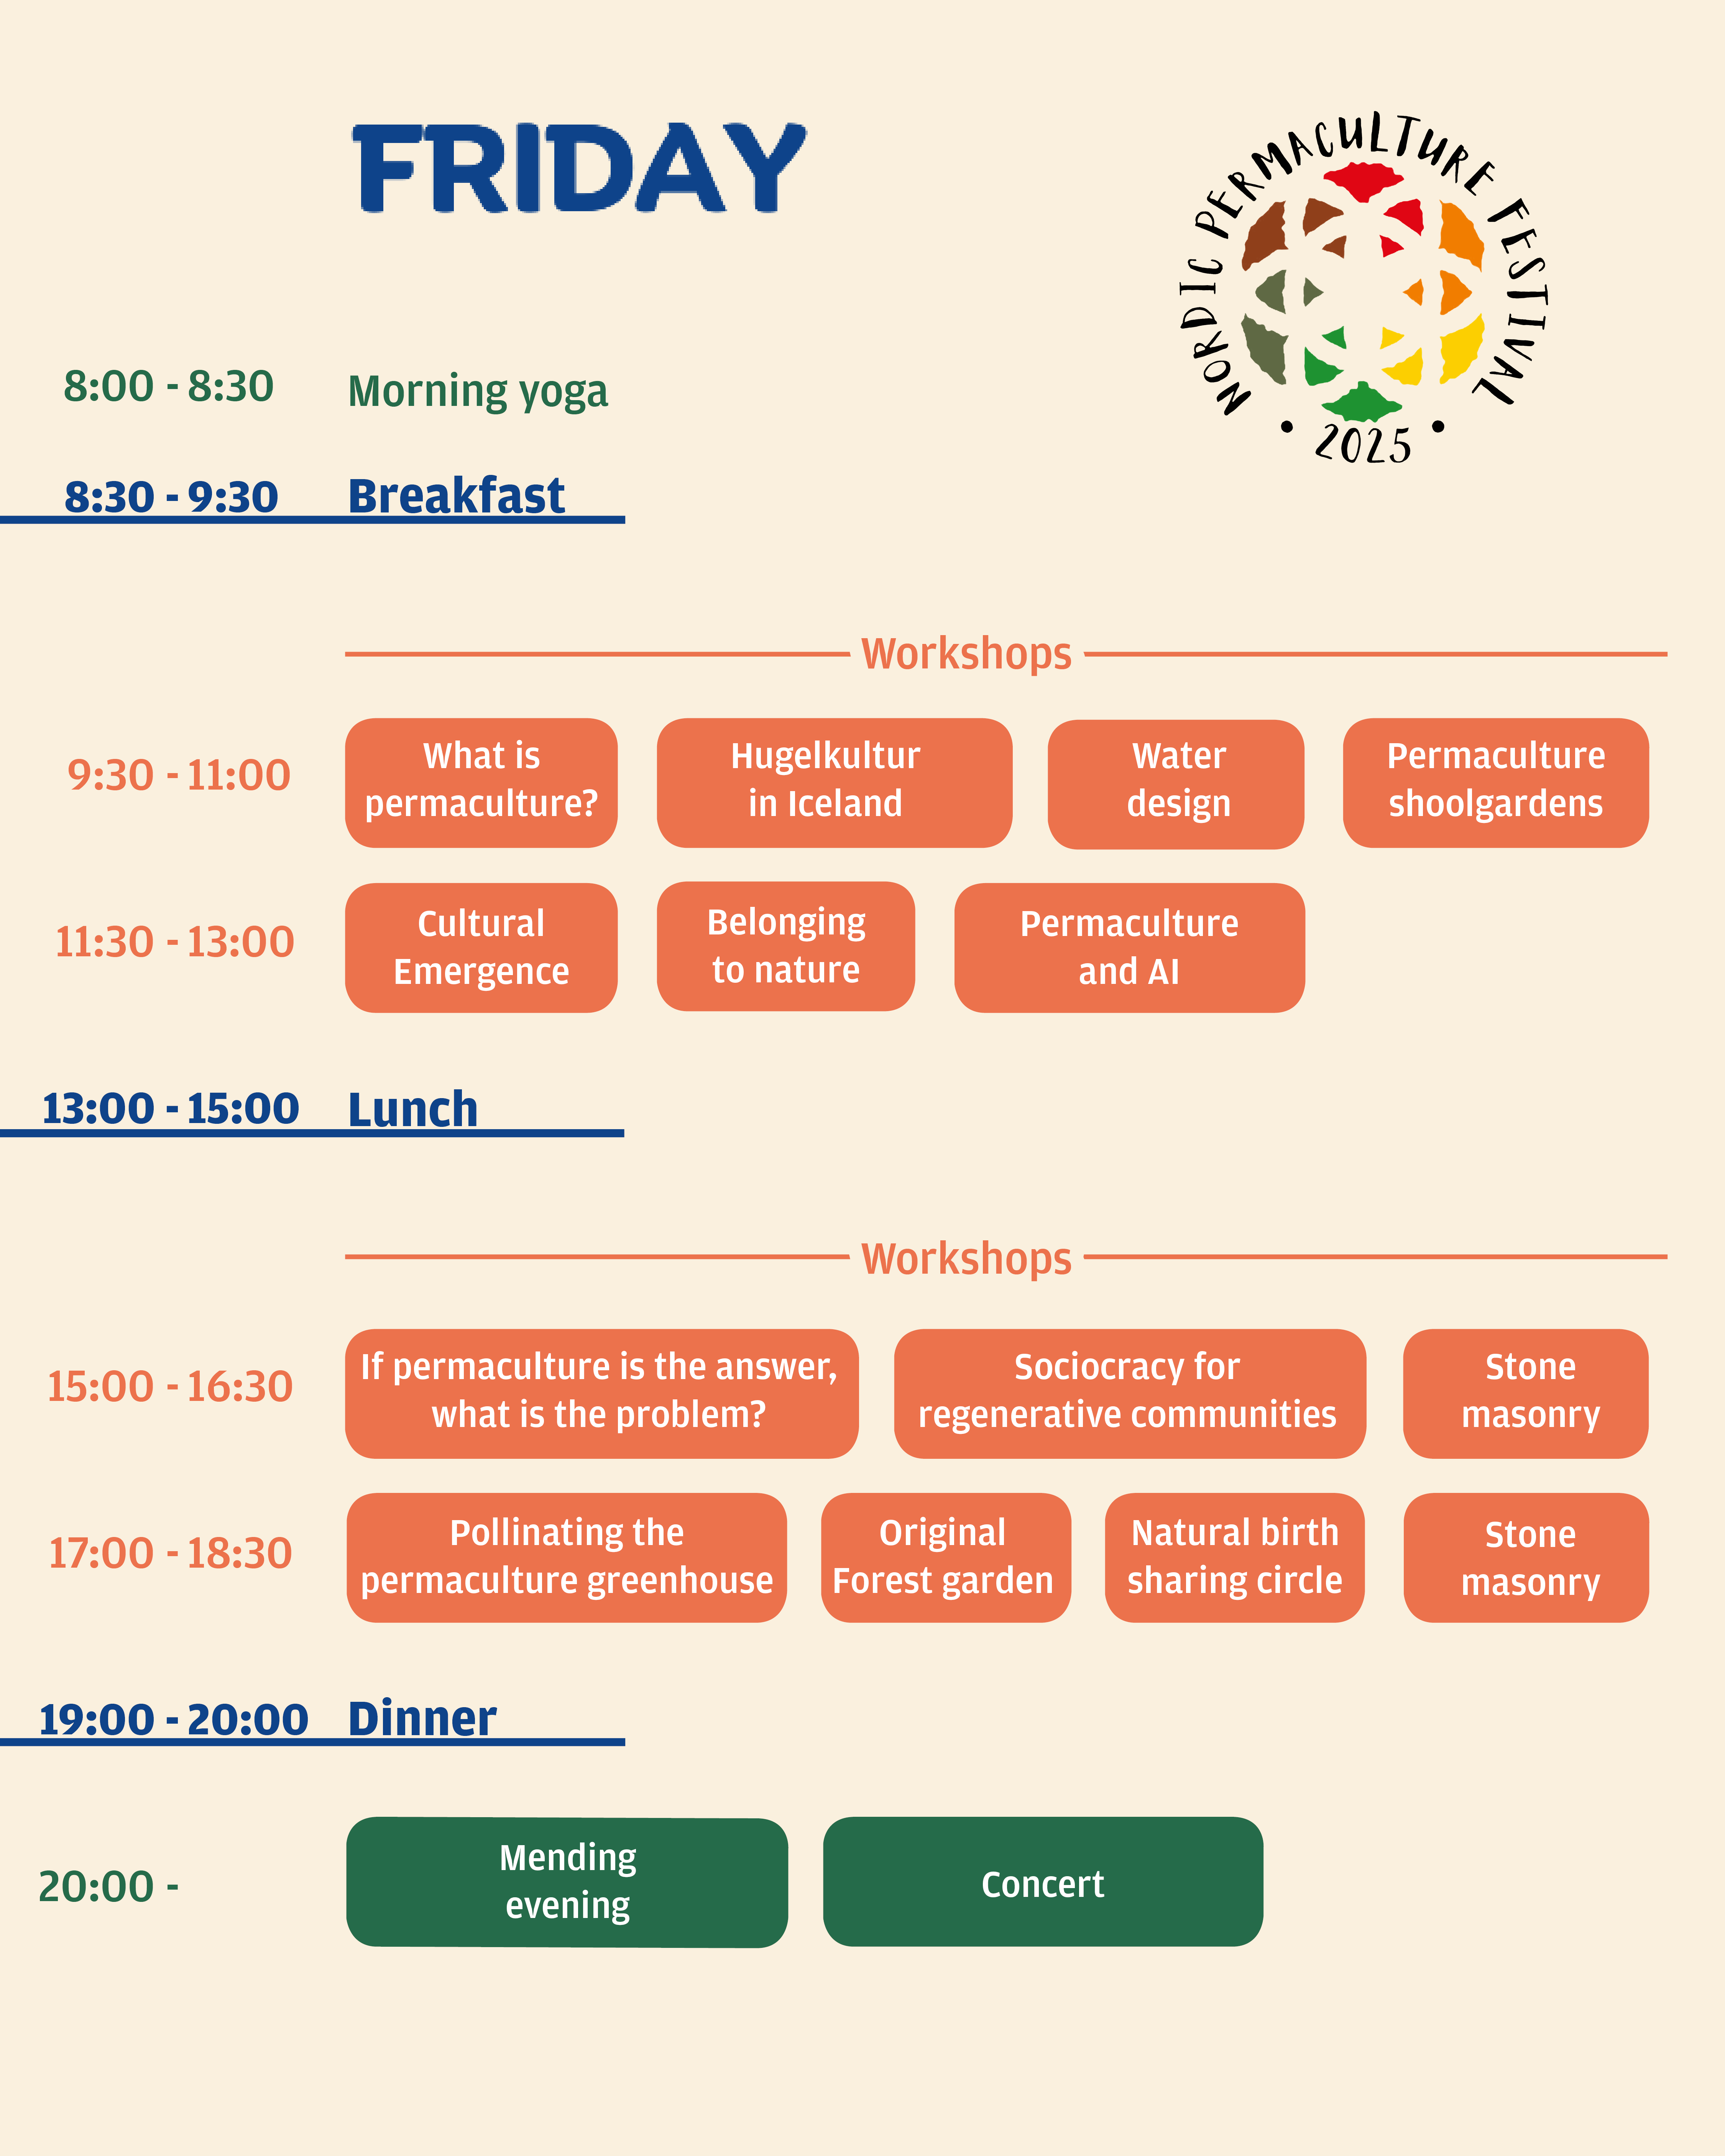 FRIDAY
NORDIC PERMACULTURE FESTIVAL
• 2025 •
8:00 - 8:30 Morning yoga
8:30 - 9:30 Breakfast
Workshops
9:30 - 11:00
What is
permaculture?
Hugelkultur
in Iceland
Water
design
Permaculture
shoolgardens
11:30 - 13:00
Cultural
Emergence
Belonging
to nature
Permaculture
and AI
13:00 - 15:00 Lunch
Workshops
15:00 - 16:30
If permaculture is the answer,
what is the problem?
Sociocracy for
regenerative communities
Stone
masonry
17:00 - 18:30
Pollinating the
permaculture greenhouse
Original
Forest garden
Natural birth
sharing circle
Stone
masonry
19:00 - 20:00 Dinner
20:00 -
Mending
evening
Concert